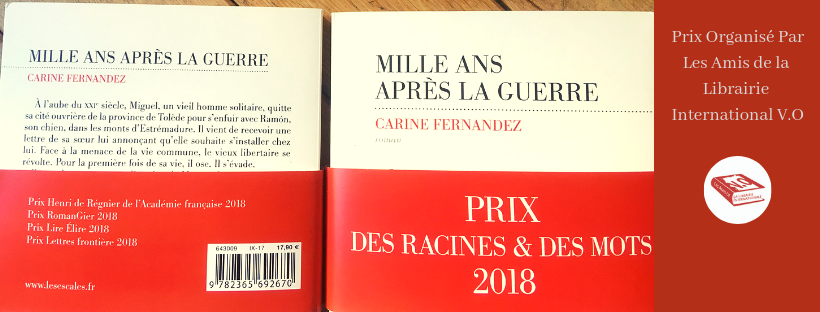 MILLE ANS APRÈS LA GUERRE
CARINE FERNANDEZ
À l'aube du XXIe siècle, Miguel, un vieil homme solitaire, quitte
sa cité ouvrière de la province de Tolède pour s'enfuir avec Ramón,
son chien, dans les monts d'Estrémadure. Il vient de recevoir une
lettre de sa sœur lui annonçant qu'elle souhaite s'installer chez
lui. Face à la menace de la vie commune, le vieux libertaire se
révolte. Pour la première fois de sa vie, il ose. Il s'évade.
Prix Henri de Régnier de l'Académie française 2018
Prix RomanGier 2018
Prix Lire Élire 2018
Prix Lettres frontière 2018
643009 IX-17 17,90 €
9 782365 692670
www.lesescales.fr
MILLE ANS
APRÈS LA GUERRE
CARINE FERNANDEZ
roman
PRIX
DES RACINES & DES MOTS
2018
Prix Organisé Par
Les Amis de la
Librairie
International V.O
V.O